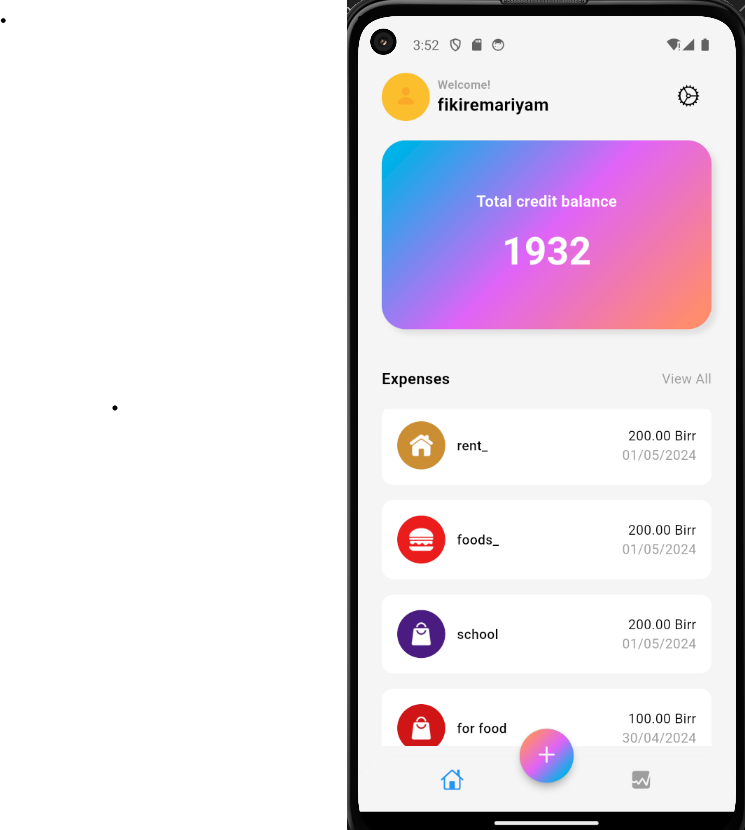 3:52
Welcome!
fikiremariyam
Total credit balance
1932
Expenses
View All
rent_
200.00 Birr
01/05/2024
foods_
200.00 Birr
01/05/2024
school
200.00 Birr
01/05/2024
for food
100.00 Birr
30/04/2024